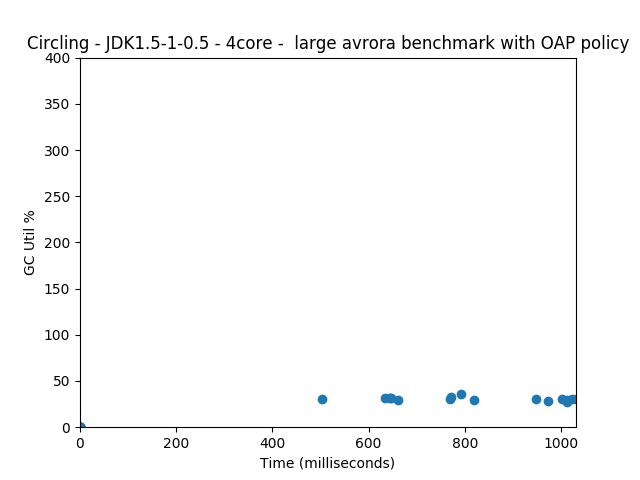 Circling - JDK1.5-1-0.5 - 4core -  large avrora benchmark with OAP policy
400
350
300
250
200
150
100
50
0
GC Util %
0 200 400 600 800 1000
Time (milliseconds)